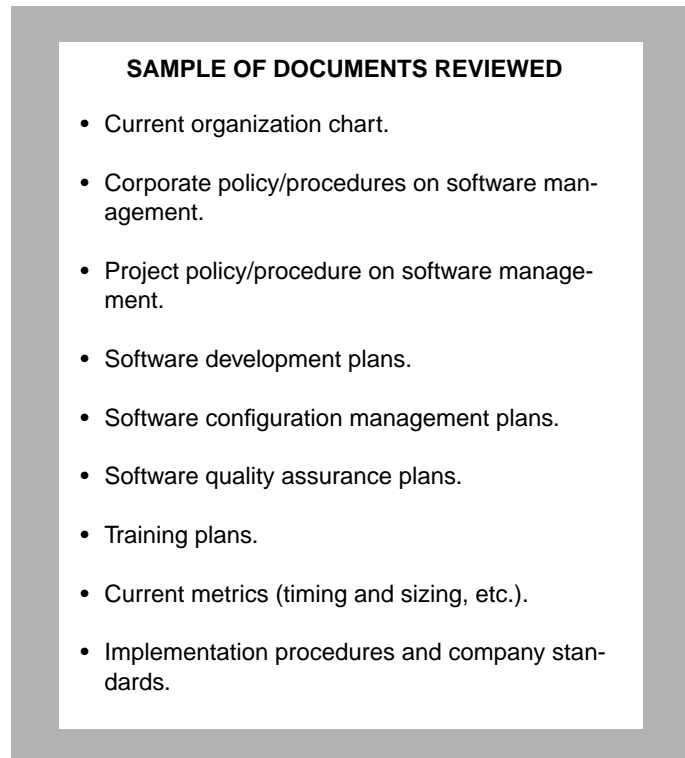 SAMPLE OF DOCUMENTS REVIEWED
• Current organization chart.
• Corporate policy/procedures on software man-
agement.
• Project policy/procedure on software manage-
ment.
• Software development plans.
• Software configuration management plans.
• Software quality assurance plans.
• Training plans.
• Current metrics (timing and sizing, etc.).
• Implementation procedures and company stan-
dards.